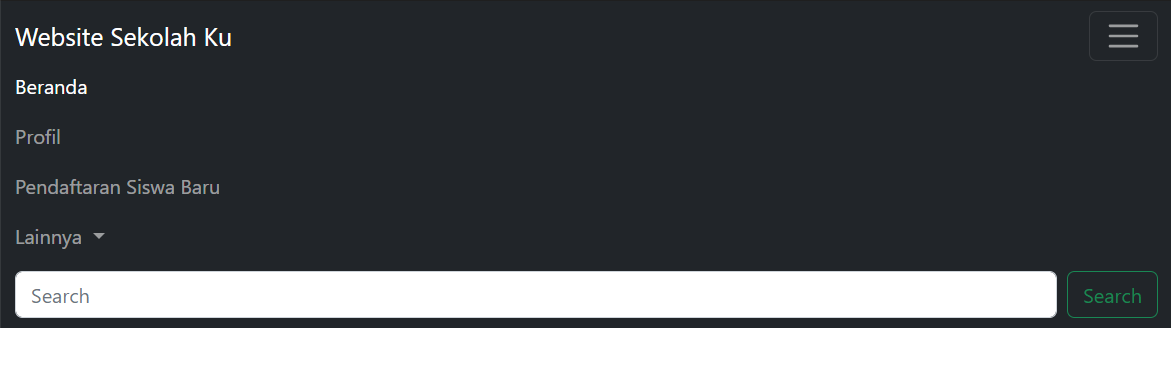 Website Sekolah Ku
Beranda
Profil
Pendaftaran Siswa Baru
Lainnya
Search Search